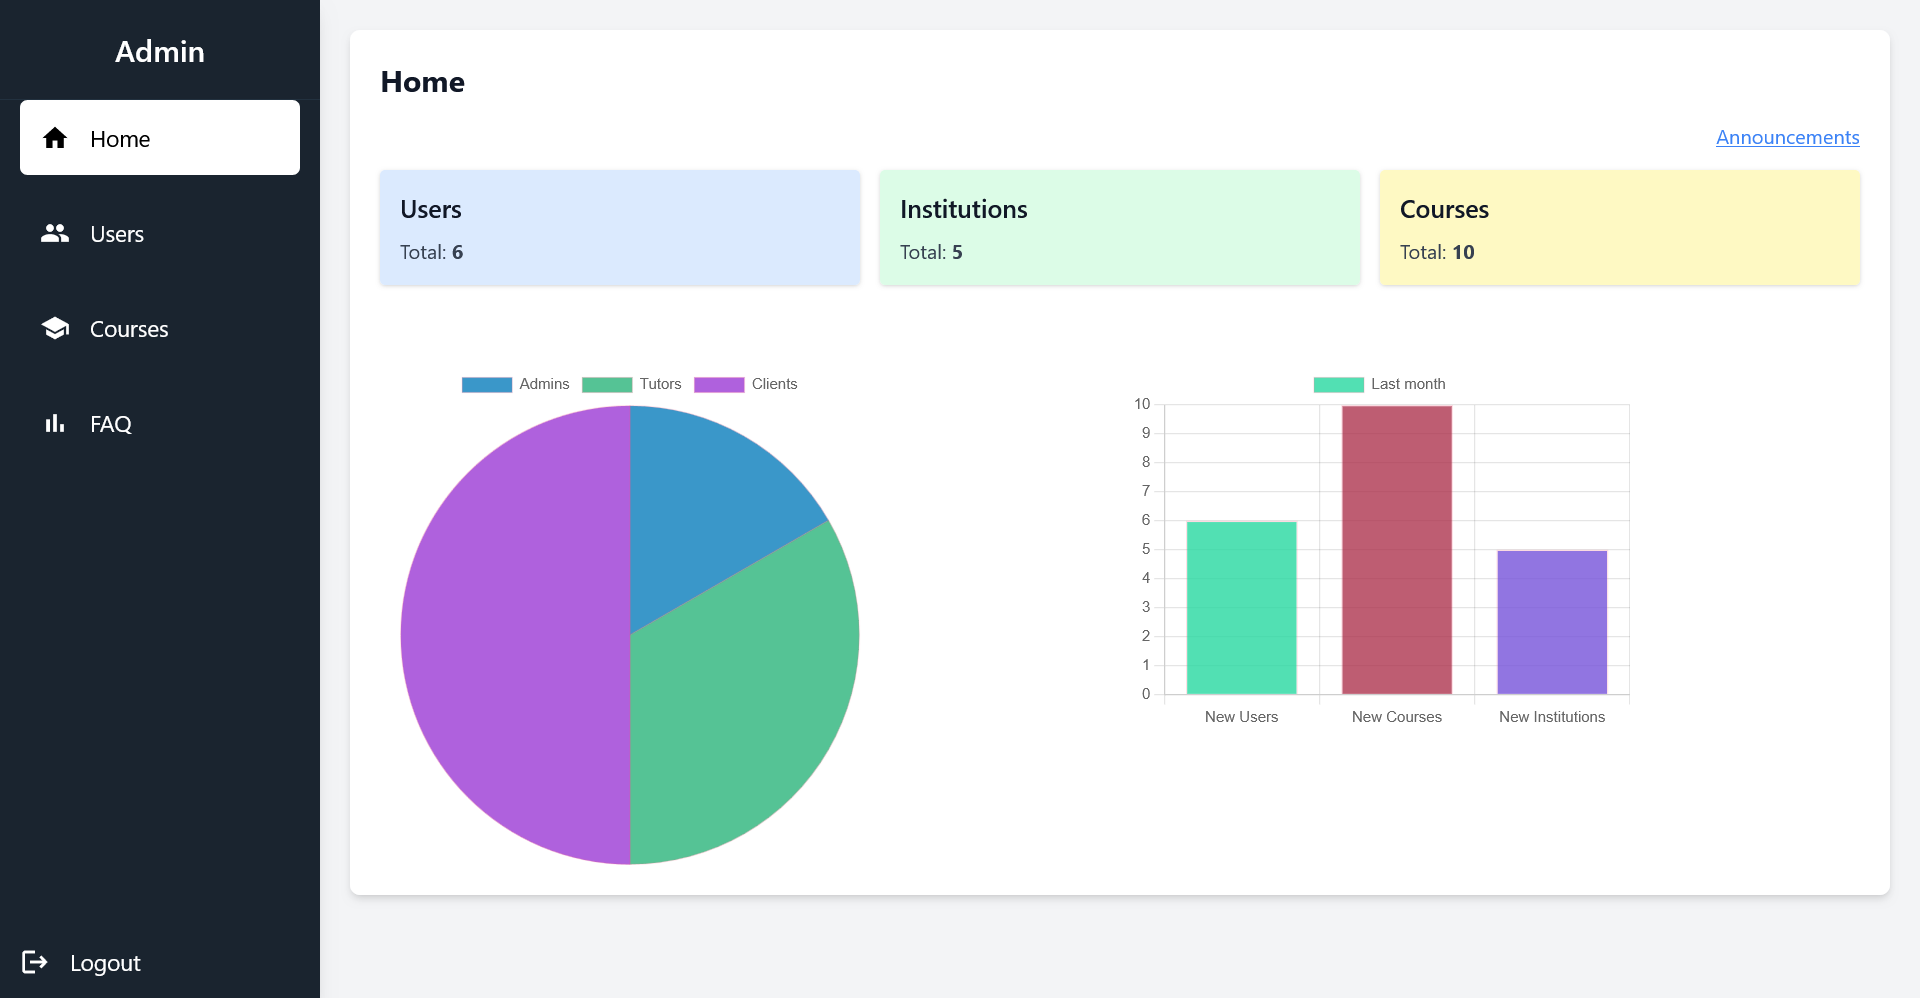 Admin
Home
Users
Courses
FAQ
Logout
Home
Announcements
Users
Total: 6
Institutions
Total: 5
Courses
Total: 10
Admins Tutors Clients
Last month
10
9
8
7
6
5
4
3
2
1
0
New Users New Courses New Institutions